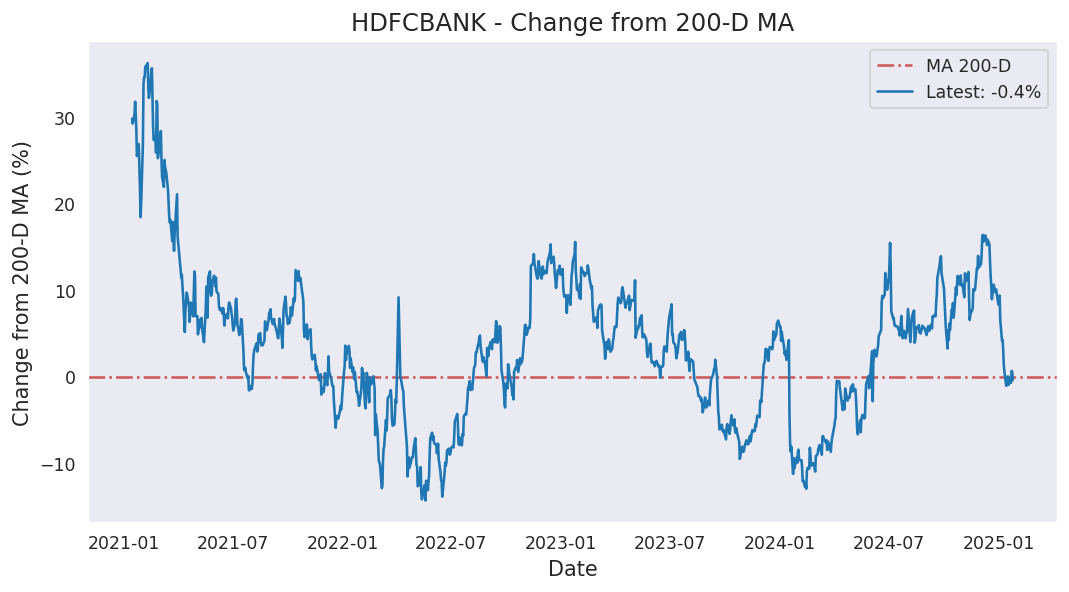 HDFCBANK - Change from 200-D MA
MA 200-D
Latest: -0.4%
Change from 200-D MA (%)
30
20
10
0
−10
2021-01 2021-07 2022-01 2022-07 2023-01 2023-07 2024-01 2024-07 2025-01
Date